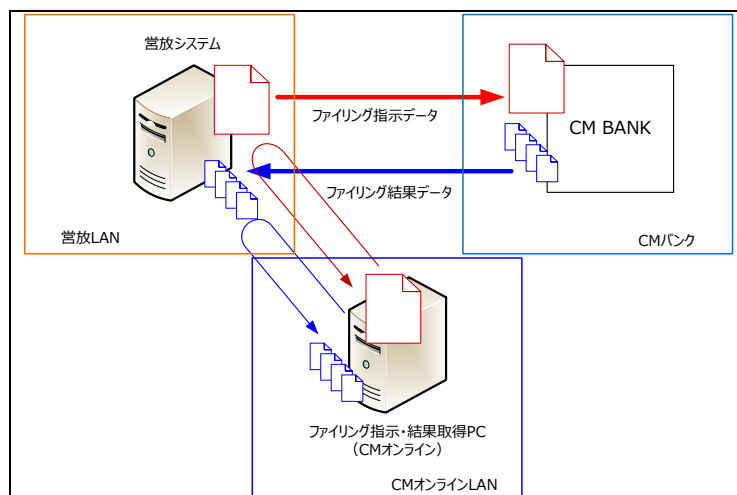 営放システム
ファイリング指示データ
CM BANK
ファイリング結果データ
営放LAN
CMバンク
ファイリング指示・結果取得PC
（CMオンライン）
CMオンラインLAN